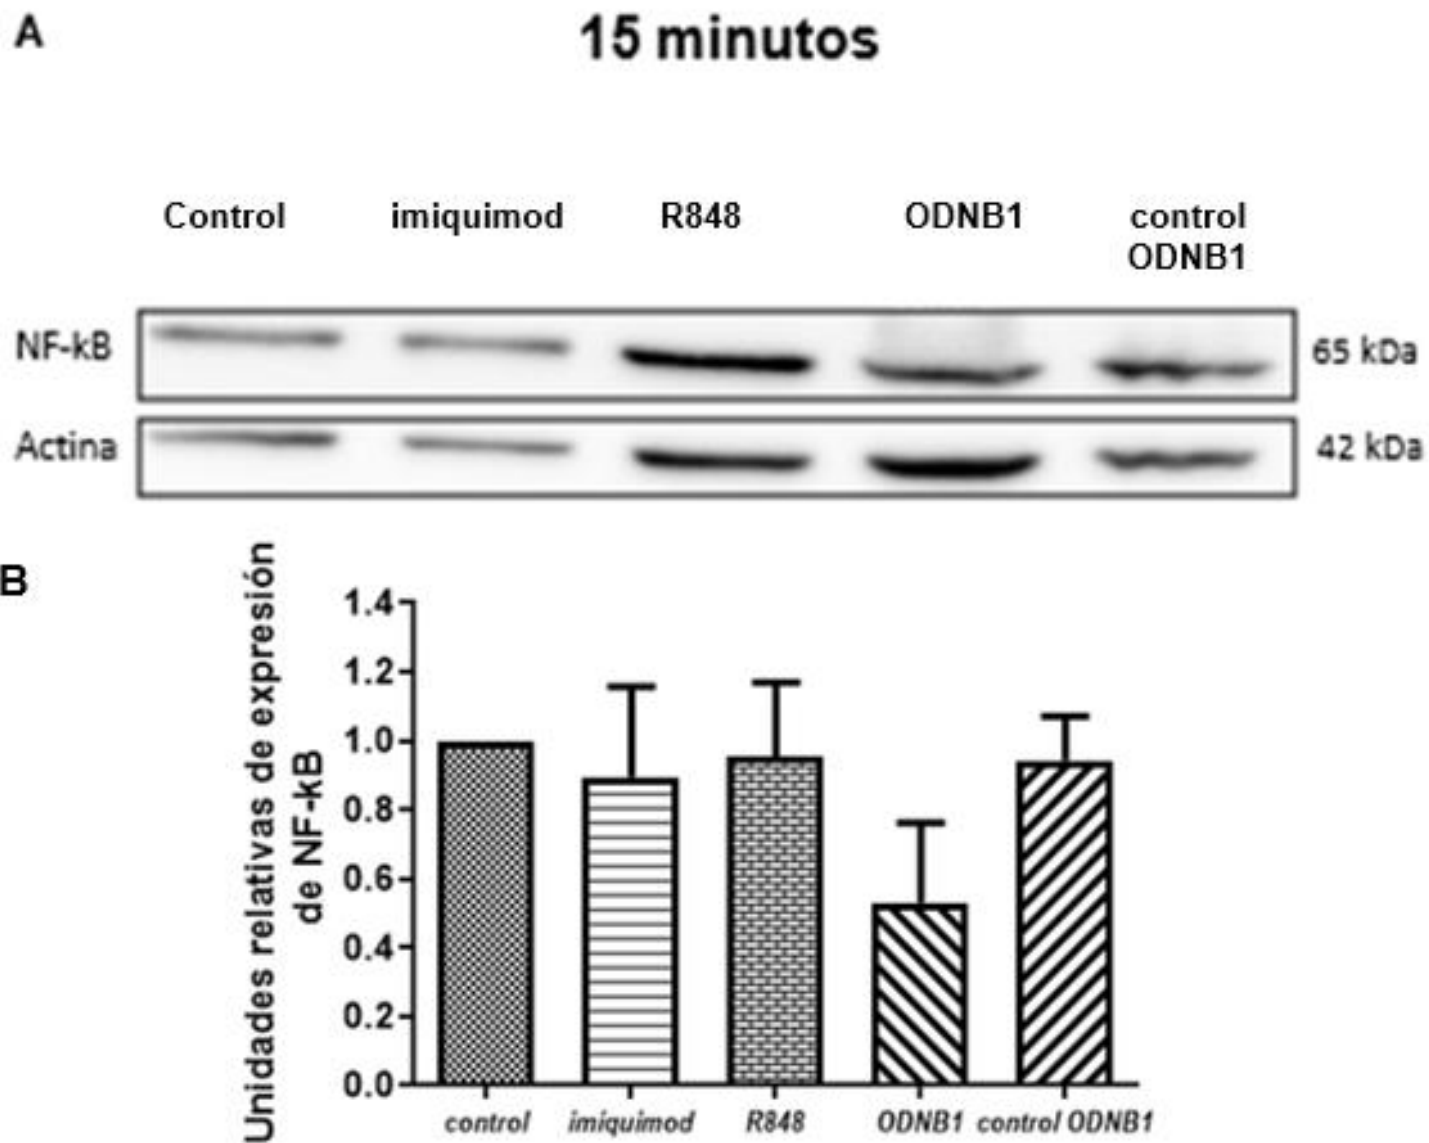 A
15 minutos
Control imiquimod R848 ODNB1 control
ODNB1
NF-kB 65 kDa
Actina 42 kDa
B
Unidades relativas de expresión
de NF-kB
1.4
1.2
1.0
0.8
0.6
0.4
0.2
0.0
control imiquimod R848 ODNB1 control ODNB1